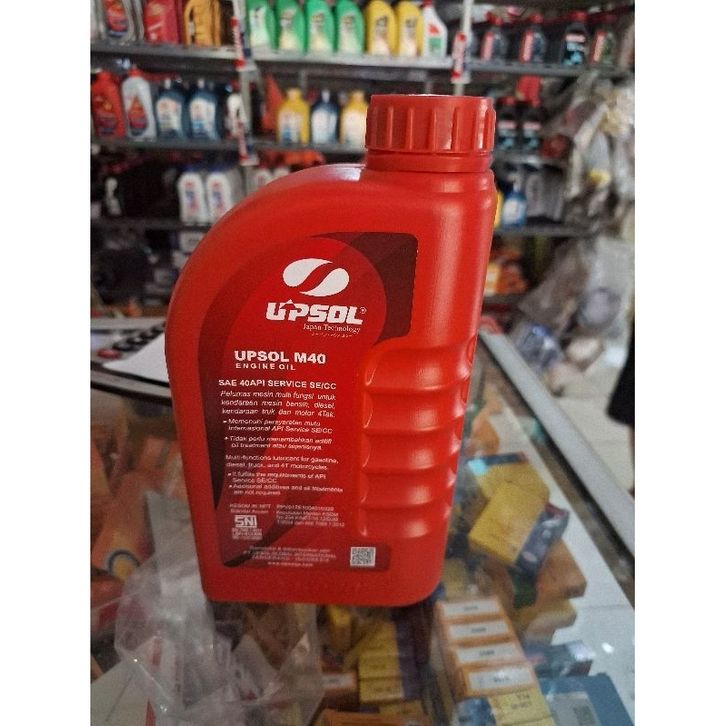 UPSOL®
Japan Technology
UPSOL M40
ENGINE OIL
SAE 40API SERVICE SE/CC
Pelumas mesin multi fungsi untuk
kendaraan mesin bensin, diesel,
kendaraan truk dan motor 4Tak.
• Memenuhi persyaratan mutu
Internasional API Service SE/CC
• Tidak perlu menambahkan aditif
oil treatment atau sejenisnya.
Multi-functions lubricant for gasoline,
diesel, truck, and 4T motorcycles.
• It fulfils the requirements of API
Service SE/CC
• Additional additives and oil treatments
are not required.
SNI